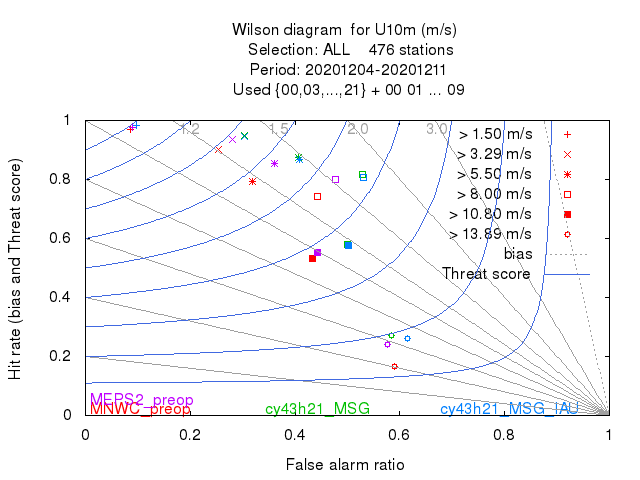 Wilson diagram for U10m (m/s)
Selection: ALL 476 stations
Period: 20201204-20201211
Used {00,03,...,21} + 00 01 ... 09
Hit rate (bias and Threat score)
1
0.8
0.6
0.4
0.2
0
1.2
1.5
2.0
3.0
> 1.50 m/s
> 3.29 m/s
> 5.50 m/s
> 8.00 m/s
> 10.80 m/s
> 13.89 m/s
bias
Threat score
MEPS2_preop
MNWC_preop
cy43h21_MSG
cy43h21_MSG_IAU
0
0.2
0.4
0.6
0.8
1
False alarm ratio